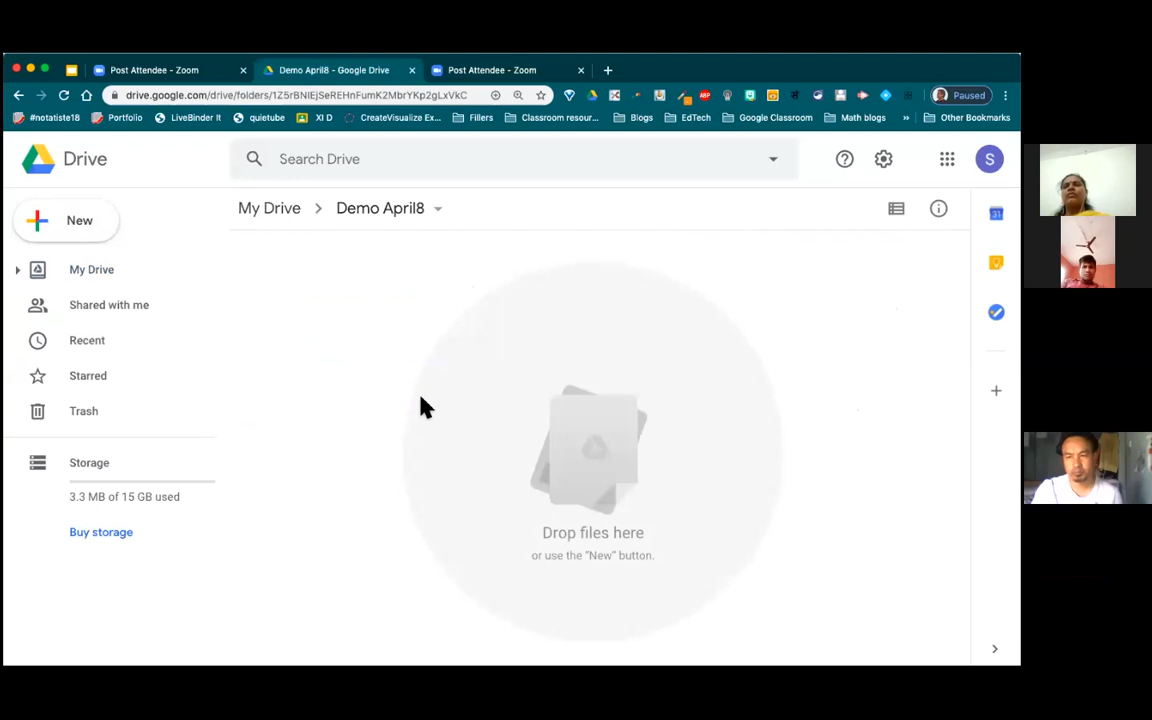 Post Attendee - Zoom
Demo April8 - Google Drive
Post Attendee - Zoom
drive.google.com/drive/folders/1Z5rBNIEjSeREHnFumK2MbrYKp2gLxVkC
Paused
#notatiste18
Portfolio
LiveBinder It
quietube
XI D
CreateVisualize Ex...
Fillers
Classroom resour...
Blogs
EdTech
Google Classroom
Math blogs
»
Other Bookmarks
Drive
Search Drive
S
New
My Drive > Demo April8
My Drive
Shared with me
Recent
Starred
Trash
Storage
3.3 MB of 15 GB used
Buy storage
Drop files here
or use the "New" button.